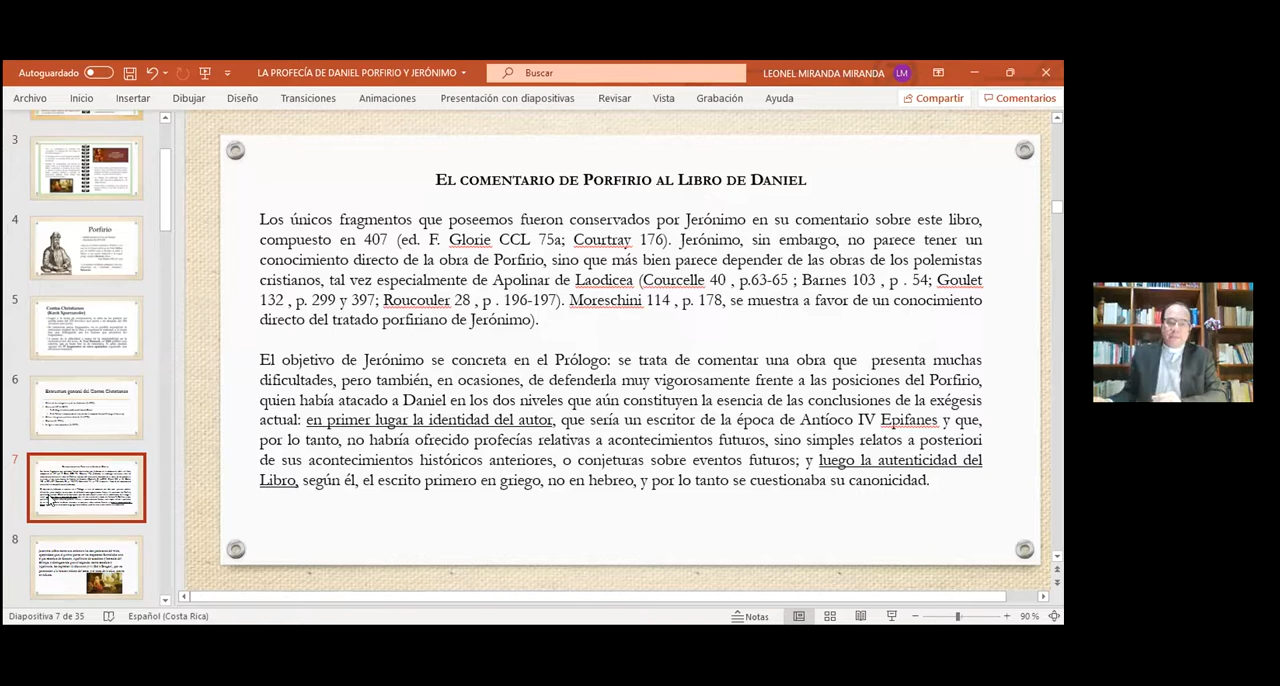 Autoguardado
LA PROFECÍA DE DANIEL PORFIRIO Y JERÓNIMO
Buscar
LEONEL MIRANDA MIRANDA
LM
Archivo Inicio Insertar Dibujar Diseño Transiciones Animaciones Presentación con diapositivas Revisar Vista Grabación Ayuda
Compartir
Comentarios
3
4
Porfirio
5
6
7
8
EL COMENTARIO DE PORFIRIO AL LIBRO DE DANIEL
Los únicos fragmentos que poseemos fueron conservados por Jerónimo en su comentario sobre este libro,
compuesto en 407 (ed. F. Glorie CCL 75a; Courtray 176). Jerónimo, sin embargo, no parece tener un
conocimiento directo de la obra de Porfirio, sino que más bien parece depender de las obras de los polemistas
cristianos, tal vez especialmente de Apolinar de Laodicea (Courcelle 40 , p.63-65 ; Barnes 103 , p . 54; Goulet
132 , p. 299 y 397; Roucouler 28 , p . 196-197). Moreschini 114 , p. 178, se muestra a favor de un conocimiento
directo del tratado porfiriano de Jerónimo).
El objetivo de Jerónimo se concreta en el Prólogo: se trata de comentar una obra que presenta muchas
dificultades, pero también, en ocasiones, de defenderla muy vigorosamente frente a las posiciones del Porfirio,
quien había atacado a Daniel en los dos niveles que aún constituyen la esencia de las conclusiones de la exégesis
actual: en primer lugar la identidad del autor, que sería un escritor de la época de Antíoco IV Epifanes y que,
por lo tanto, no habría ofrecido profecías relativas a acontecimientos futuros, sino simples relatos a posteriori
de sus acontecimientos históricos anteriores, o conjeturas sobre eventos futuros; y luego la autenticidad del
Libro, según él, el escrito primero en griego, no en hebreo, y por lo tanto se cuestionaba su canonicidad.
Diapositiva 7 de 35
Español (Costa Rica)
Notas
90 %